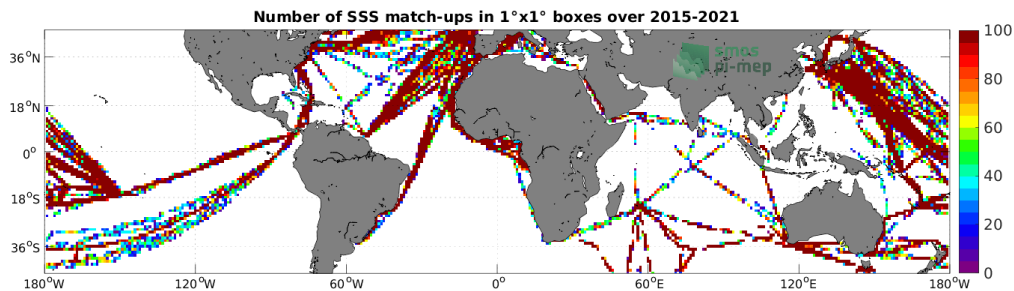 Number of SSS match-ups in 1°x1° boxes over 2015-2021
smos
pi-mep
36°N
18°N
0°
18°S
36°S
180°W 120°W 60°W 0° 60°E 120°E 180°W
100
80
60
40
20
0